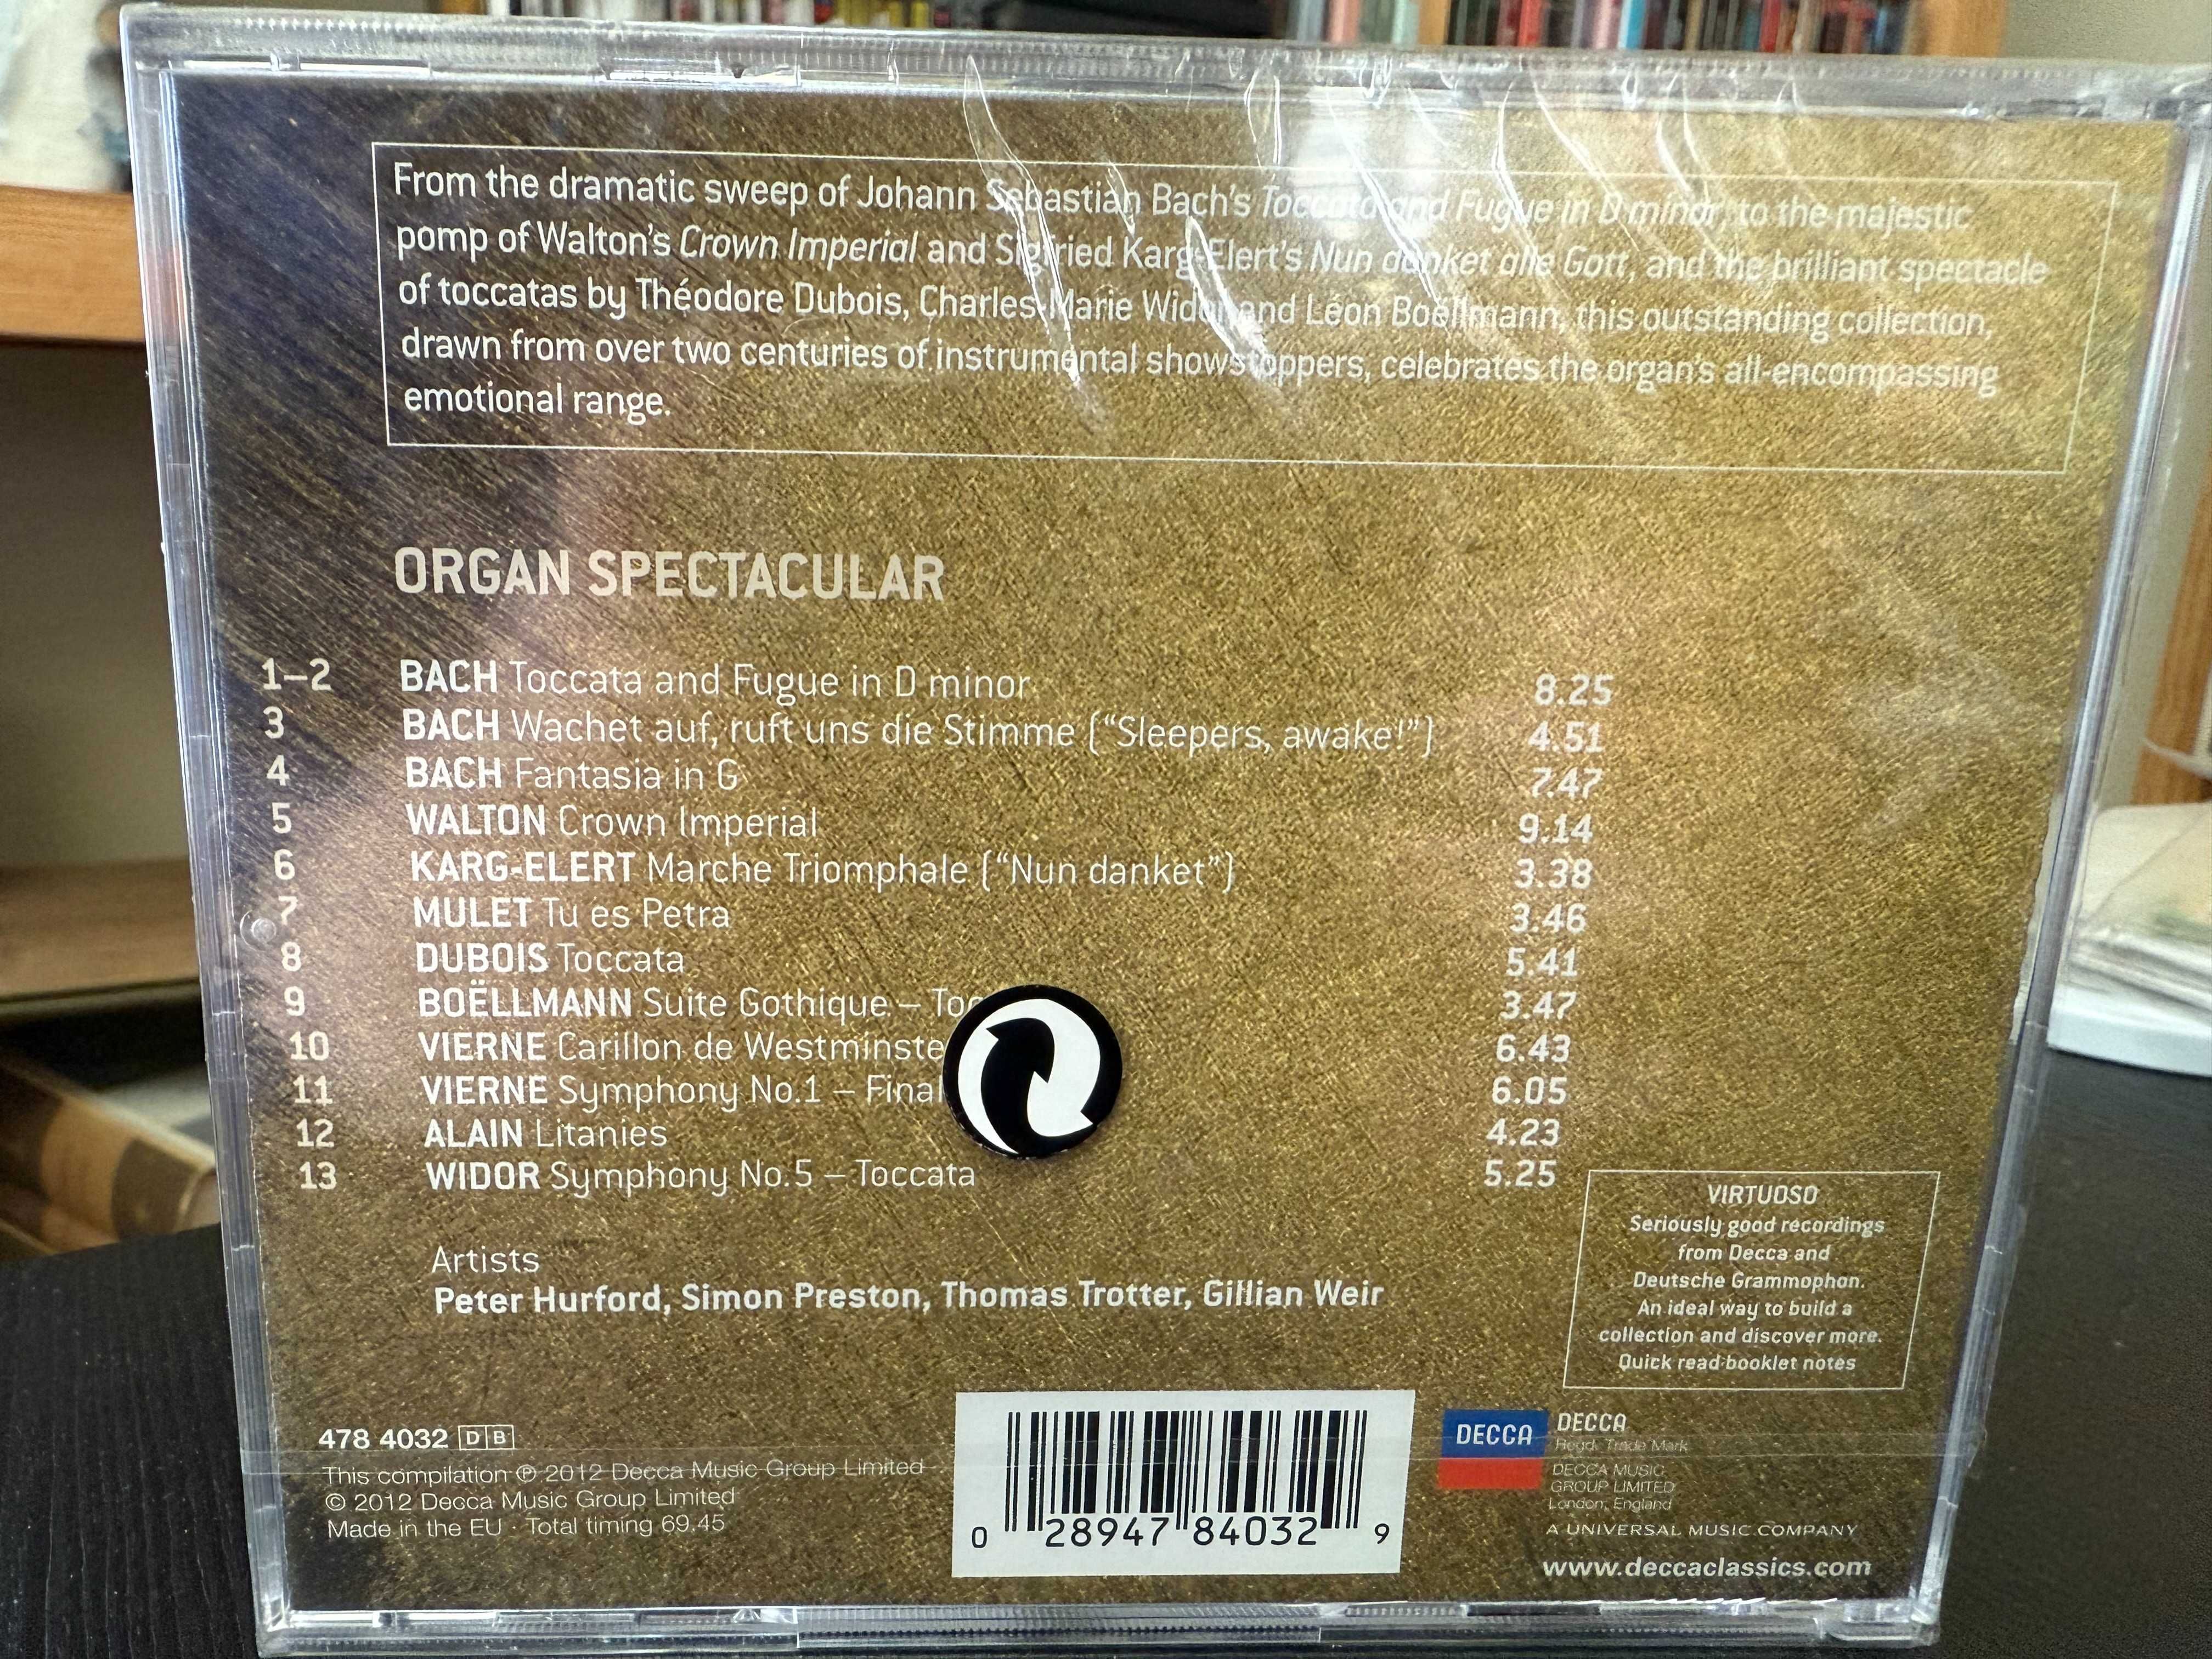 From the dramatic sweep of Johann Sebastian Bach's Toccata and Fugue in D minor, to the majestic
pomp of Walton's Crown Imperial and Sigfried Karg-Elert's Nun danket alle Gott, and the brilliant spectacle
of toccatas by Théodore Dubois, Charles-Marie Widor and Léon Boëllmann, this outstanding collection,
drawn from over two centuries of instrumental showstoppers, celebrates the organ's all-encompassing
emotional range.
ORGAN SPECTACULAR
1–2 BACH Toccata and Fugue in D minor 8.25
3 BACH Wachet auf, ruft uns die Stimme ("Sleepers, awake!") 4.51
4 BACH Fantasia in G 7.47
5 WALTON Crown Imperial 9.14
6 KARG-ELERT Marche Triomphale ("Nun danket") 3.38
7 MULET Tu es Petra 3.46
8 DUBOIS Toccata 5.41
9 BOËLLMANN Suite Gothique – Toc 3.47
10 VIERNE Carillon de Westminste 6.43
11 VIERNE Symphony No.1 – Final 6.05
12 ALAIN Litanies 4.23
13 WIDOR Symphony No.5 – Toccata 5.25
Artists
Peter Hurford, Simon Preston, Thomas Trotter, Gillian Weir
VIRTUOSO
Seriously good recordings
from Decca and
Deutsche Grammophon.
An ideal way to build a
collection and discover more.
Quick read booklet notes
478 4032 DB
This compilation ℗ 2012 Decca Music Group Limited
© 2012 Decca Music Group Limited
Made in the EU · Total timing 69.45
0 28947 84032 9
DECCA
DECCA
Regd. Trade Mark
DECCA MUSIC
GROUP LIMITED
London, England
A UNIVERSAL MUSIC COMPANY
www.deccaclassics.com